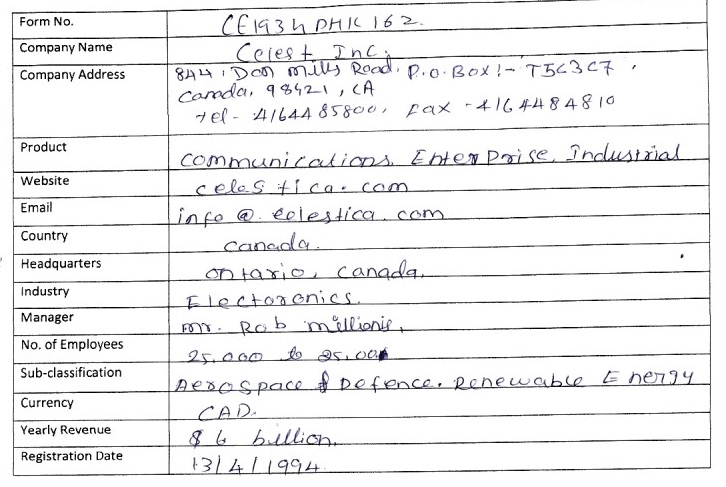 Form No. CE1934DHK162.
Company Name Celest Inc.
Company Address 844, Don mills Road. P.O. Box :- T5C3C7,
Canada, 98421, CA
tel - 4164485800, Fax - 4164484810
Product Communications, Enterprise, Industrial
Website celestica.com
Email info@.celestica.com
Country Canada.
Headquarters ontario, canada,
Industry Electoronics.
Manager mr. Rob millionis,
No. of Employees 25,000 to
Sub-classification Aerospace & Defence. Renewable Energy
Currency CAD.
Yearly Revenue $ 6 billion,
Registration Date 13/4/1994